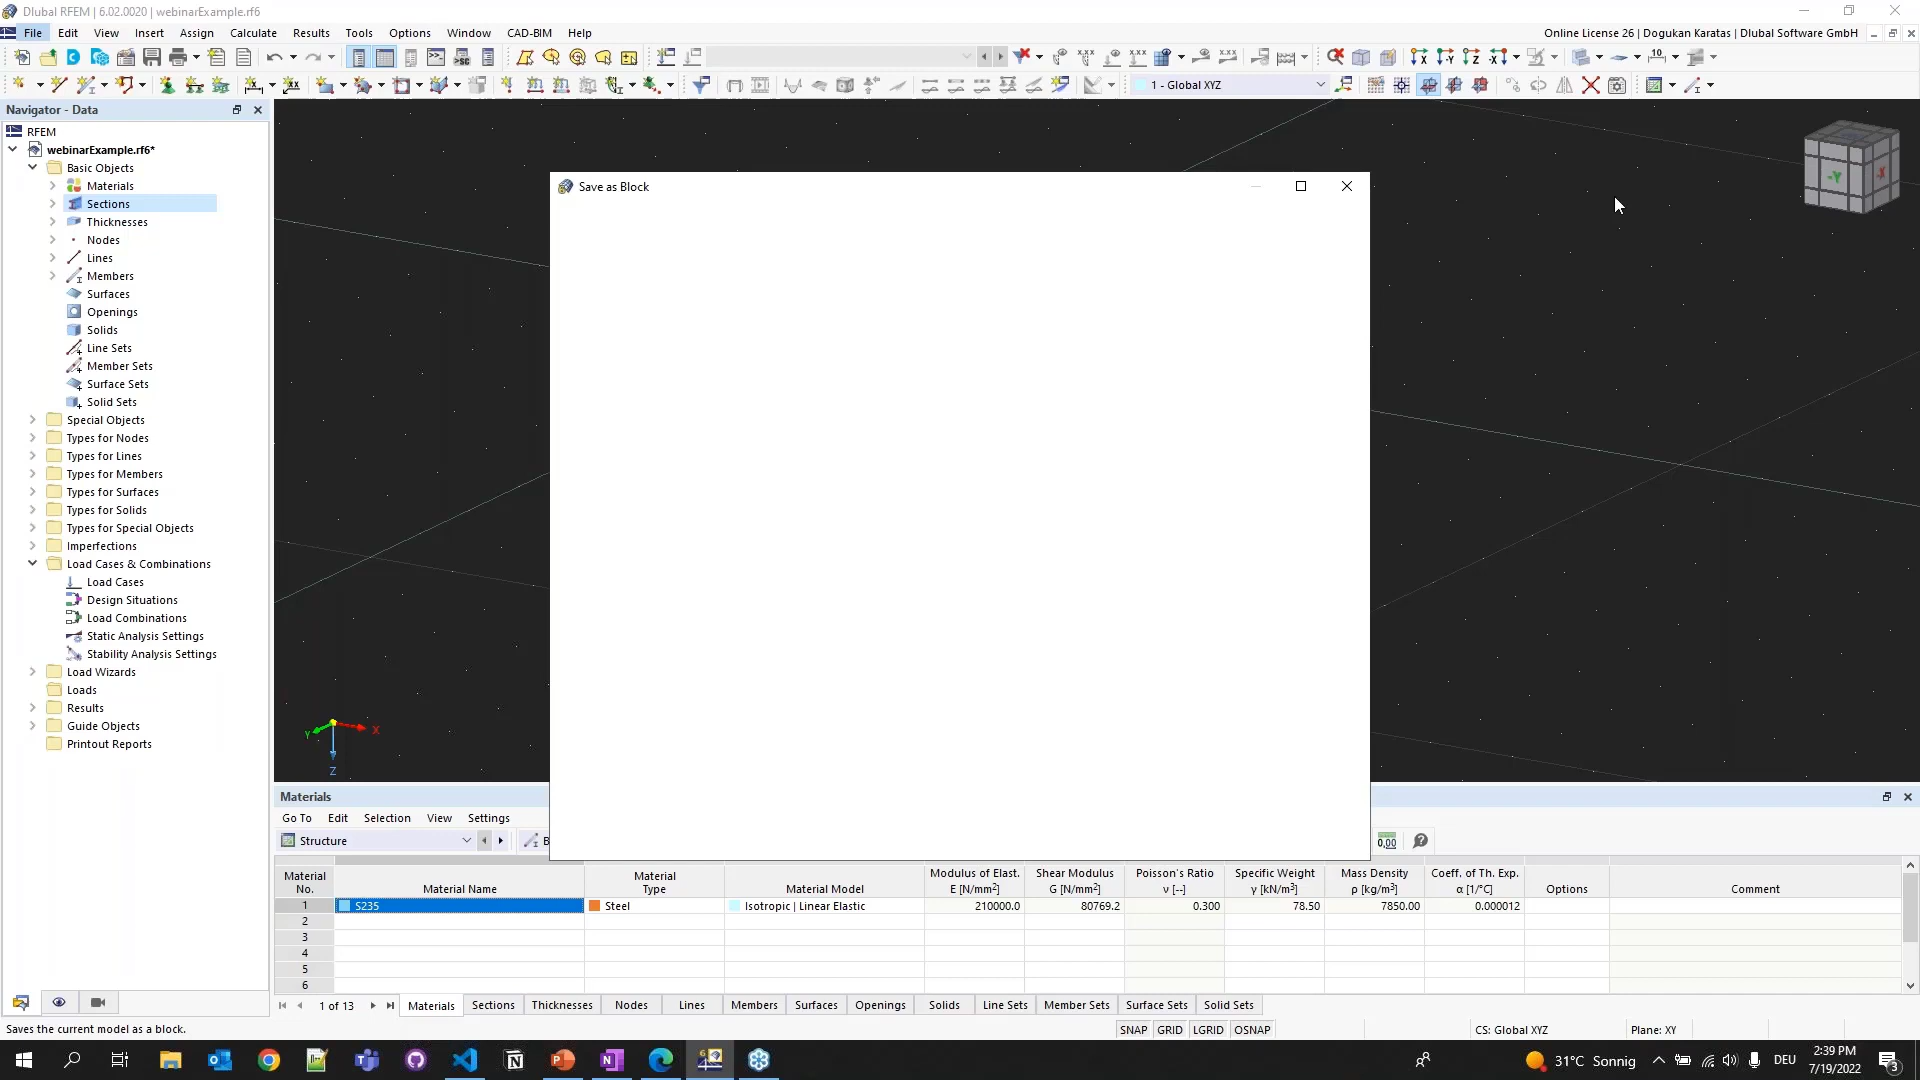 Dlubal RFEM | 6.02.0020 | webinarExample.rf6
File Edit View Insert Assign Calculate Results Tools Options Window CAD-BIM Help
Online License 26 | Dogukan Karatas | Dlubal Software GmbH
1 - Global XYZ
Navigator - Data
RFEM
webinarExample.rf6*
Basic Objects
Materials
Sections
Thicknesses
Nodes
Lines
Members
Surfaces
Openings
Solids
Line Sets
Member Sets
Surface Sets
Solid Sets
Special Objects
Types for Nodes
Types for Lines
Types for Members
Types for Surfaces
Types for Solids
Types for Special Objects
Imperfections
Load Cases & Combinations
Load Cases
Design Situations
Load Combinations
Static Analysis Settings
Stability Analysis Settings
Load Wizards
Loads
Results
Guide Objects
Printout Reports
Save as Block
-Y
-X
X
Y
Z
Materials
Go To Edit Selection View Settings
Structure
B
Material No. Material Name Material Type Material Model Modulus of Elast. E [N/mm²] Shear Modulus G [N/mm²] Poisson's Ratio ν [--] Specific Weight γ [kN/m³] Mass Density ρ [kg/m³] Coeff. of Th. Exp. α [1/°C] Options Comment
1 S235 Steel Isotropic | Linear Elastic 210000.0 80769.2 0.300 78.50 7850.00 0.000012
2
3
4
5
6
1 of 13 Materials Sections Thicknesses Nodes Lines Members Surfaces Openings Solids Line Sets Member Sets Surface Sets Solid Sets
Saves the current model as a block.
SNAP GRID LGRID OSNAP
CS: Global XYZ
Plane: XY
31°C Sonnig
DEU
2:39 PM
7/19/2022
3